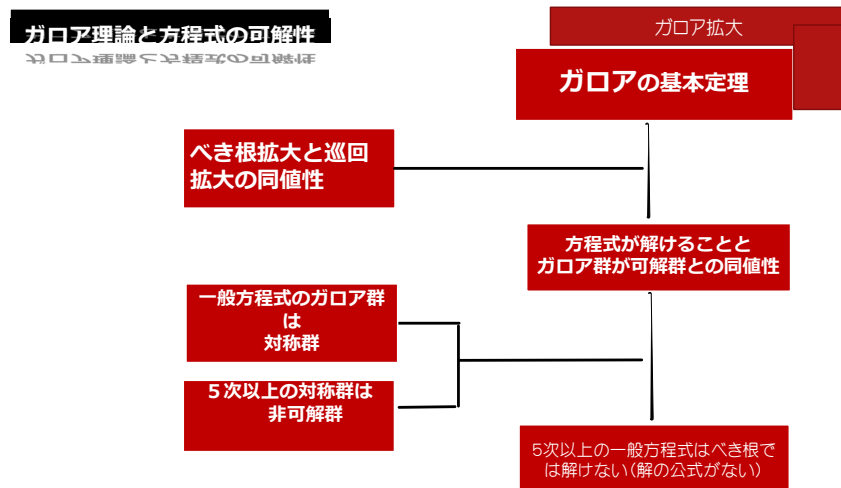 ガロア理論と方程式の可解性
ガロア拡大
ガロアの基本定理
べき根拡大と巡回
拡大の同値性
方程式が解けることと
ガロア群が可解群との同値性
一般方程式のガロア群
は
対称群
５次以上の対称群は
非可解群
5次以上の一般方程式はべき根で
は解けない(解の公式がない)